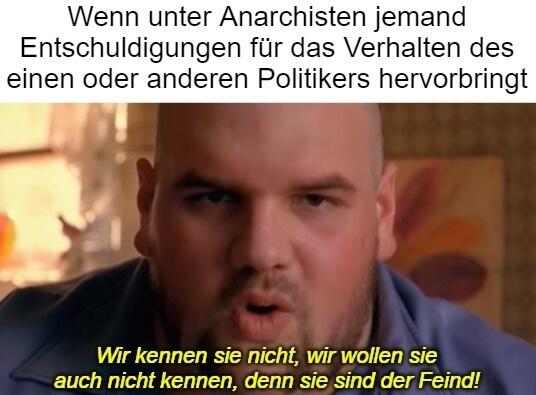 Wenn unter Anarchisten jemand
Entschuldigungen für das Verhalten des
einen oder anderen Politikers hervorbringt
Wir kennen sie nicht, wir wollen sie
auch nicht kennen, denn sie sind der Feind!